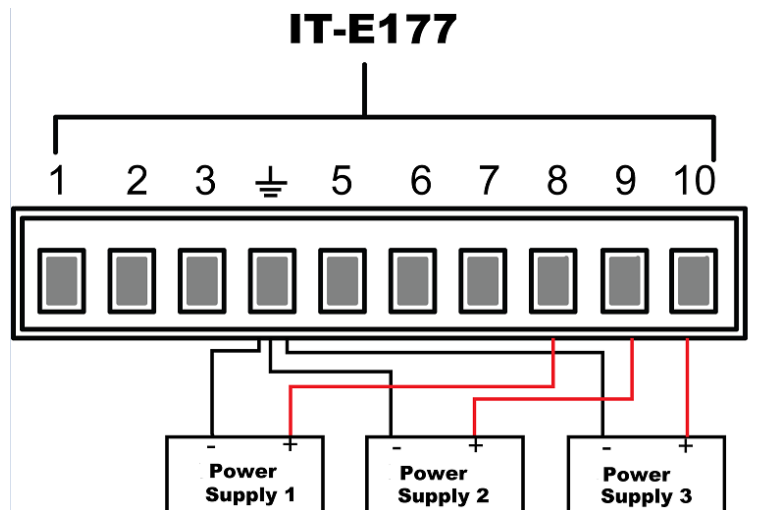 IT-E177
1 2 3 5 6 7 8 9 10
- + - + - +
Power Power Power
Supply 1 Supply 2 Supply 3